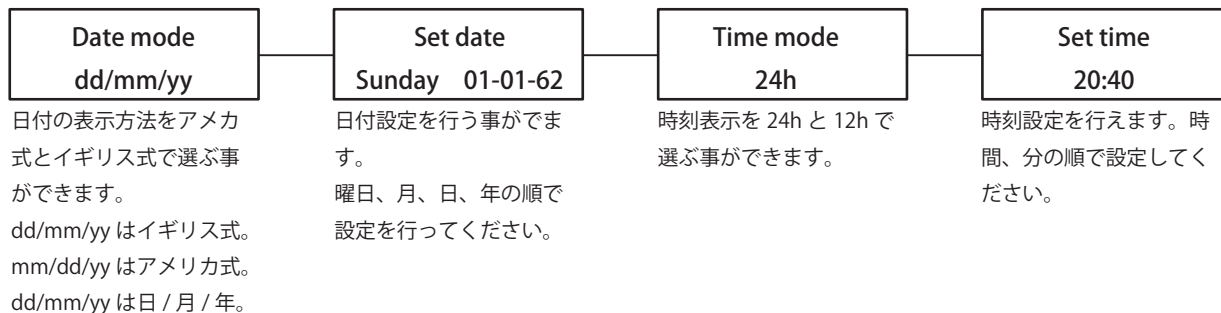 Date mode
dd/mm/yy
日付の表示方法をアメカ
式とイギリス式で選ぶ事
ができます。
dd/mm/yy はイギリス式。
mm/dd/yy はアメリカ式。
dd/mm/yy は日 / 月 / 年。
Set date
Sunday 01-01-62
日付設定を行う事がでま
す。
曜日、月、日、年の順で
設定を行ってください。
Time mode
24h
時刻表示を 24h と 12h で
選ぶ事ができます。
Set time
20:40
時刻設定を行えます。時
間、分の順で設定してく
ださい。